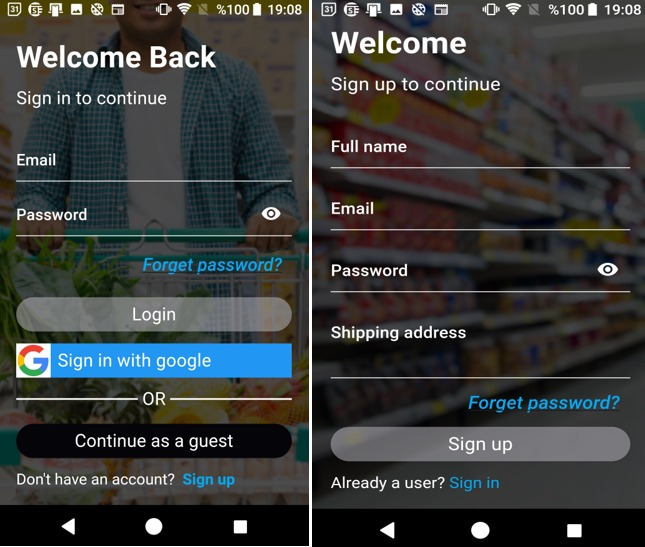 31 %100 19:08
Welcome Back
Sign in to continue
Email
Password
Forget password?
Login
Sign in with google
OR
Continue as a guest
Don't have an account? Sign up
31 %100 19:08
Welcome
Sign up to continue
Full name
Email
Password
Shipping address
Forget password?
Sign up
Already a user? Sign in